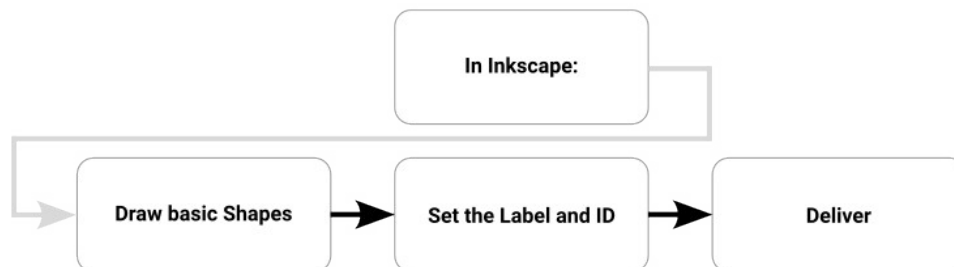 In Inkscape:
Draw basic Shapes
Set the Label and ID
Deliver